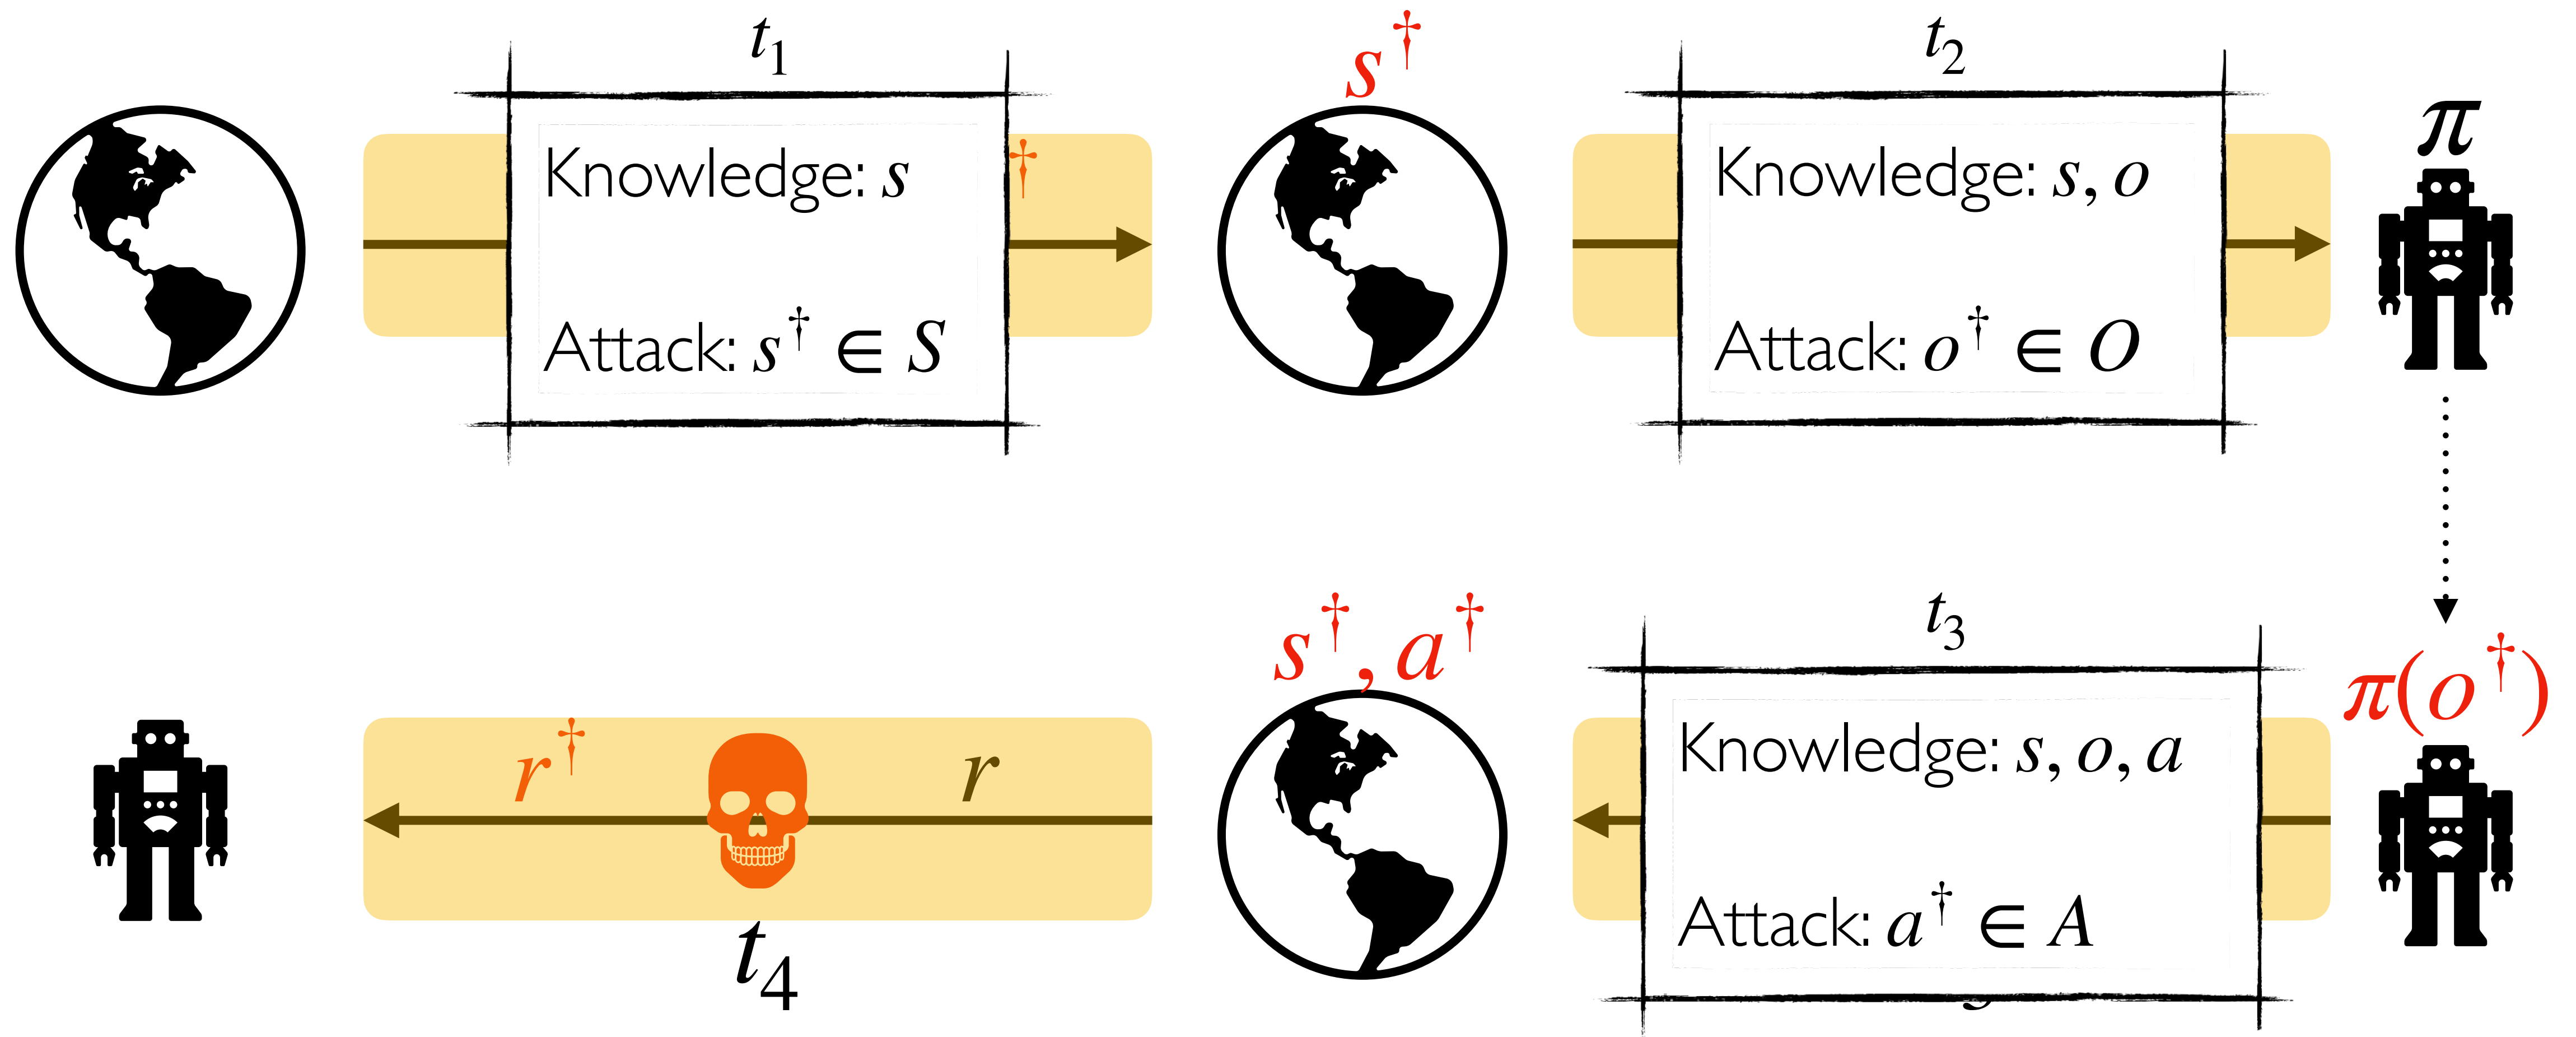 t₁
Knowledge: s
†
Attack: s† ∈ S
s†
t₂
Knowledge: s, o
Attack: o† ∈ O
π
r†
r
t₄
s†, a†
t₃
Knowledge: s, o, a
Attack: a† ∈ A
π(o†)